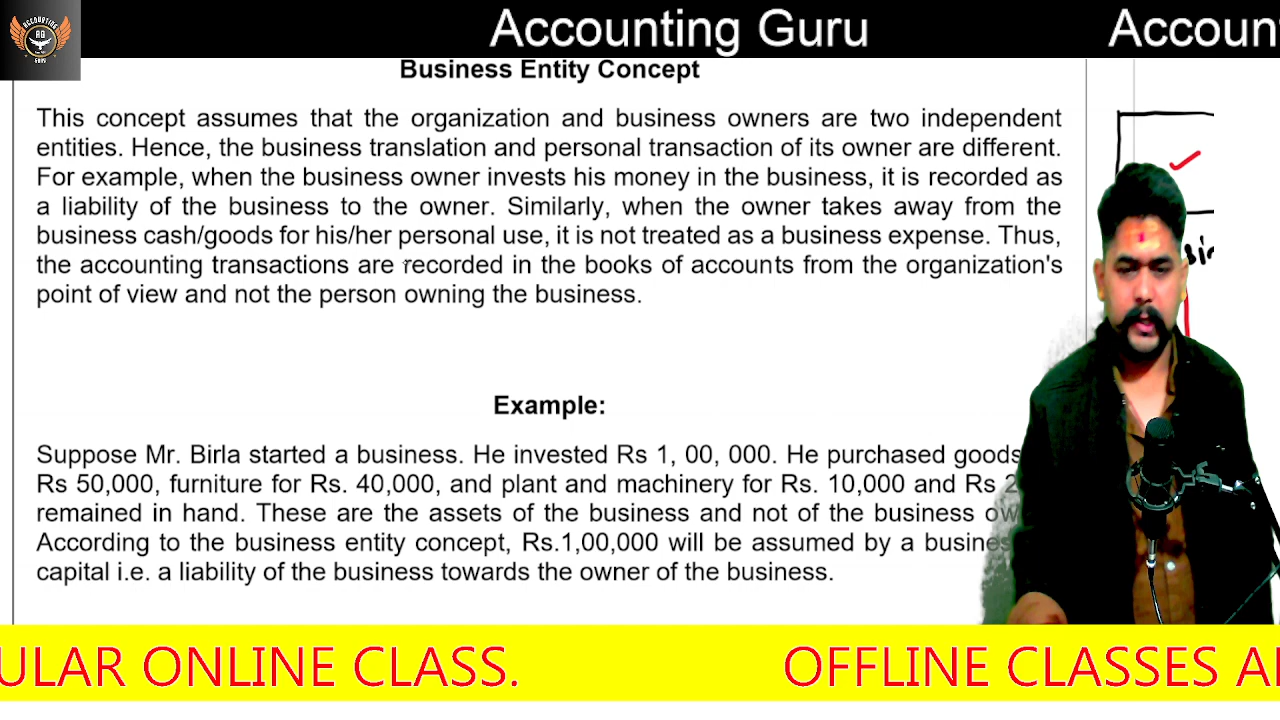 Accounting Guru
Accoun
ACCOUNTING
AG
GURU
Business Entity Concept
This concept assumes that the organization and business owners are two independent
entities. Hence, the business translation and personal transaction of its owner are different.
For example, when the business owner invests his money in the business, it is recorded as
a liability of the business to the owner. Similarly, when the owner takes away from the
business cash/goods for his/her personal use, it is not treated as a business expense. Thus,
the accounting transactions are recorded in the books of accounts from the organization's
point of view and not the person owning the business.
Example:
Suppose Mr. Birla started a business. He invested Rs 1, 00, 000. He purchased goods
Rs 50,000, furniture for Rs. 40,000, and plant and machinery for Rs. 10,000 and Rs 2
remained in hand. These are the assets of the business and not of the business ow
According to the business entity concept, Rs.1,00,000 will be assumed by a busines
capital i.e. a liability of the business towards the owner of the business.
ULAR ONLINE CLASS.
OFFLINE CLASSES A